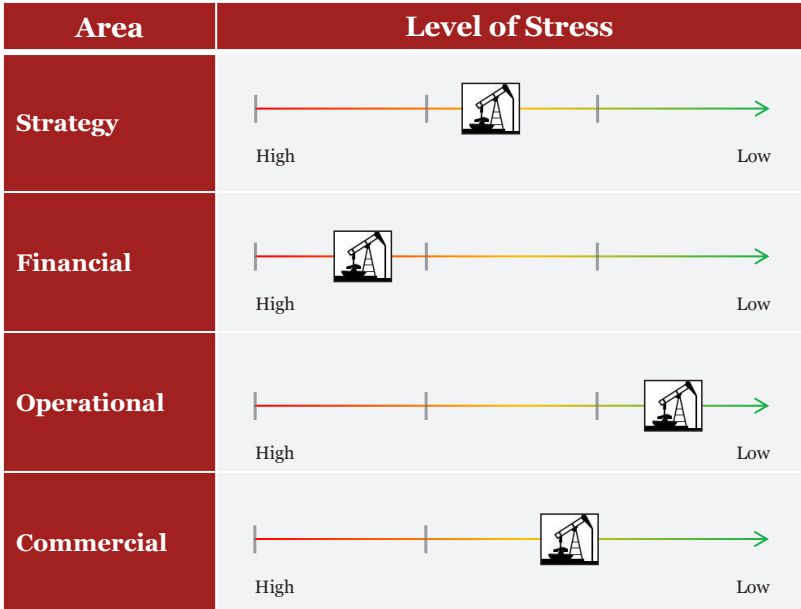 Area
Level of Stress
Strategy
High
Low
Financial
High
Low
Operational
High
Low
Commercial
High
Low